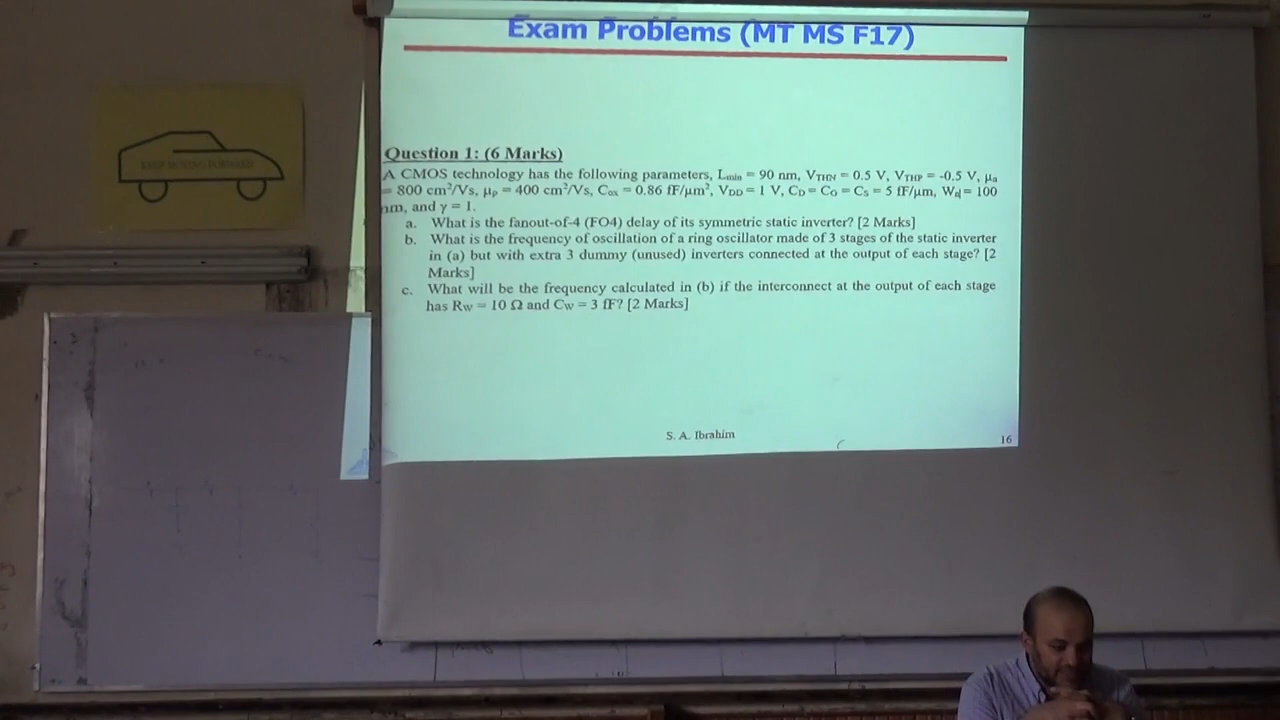 Exam Problems (MT MS F17)
KEEP MOVING FORWARD
Question 1: (6 Marks)
A CMOS technology has the following parameters, Lmin = 90 nm, VTHN = 0.5 V, VTHP = -0.5 V, μn
= 800 cm²/Vs, μp = 400 cm²/Vs, Cox = 0.86 fF/μm², VDD = 1 V, CD = CG = CS = 5 fF/μm, = 100
nm, and γ = 1.
a. What is the fanout-of-4 (FO4) delay of its symmetric static inverter? [2 Marks]
b. What is the frequency of oscillation of a ring oscillator made of 3 stages of the static inverter
in (a) but with extra 3 dummy (unused) inverters connected at the output of each stage? [2
Marks]
c. What will be the frequency calculated in (b) if the interconnect at the output of each stage
has RW = 10 Ω and CW = 3 fF? [2 Marks]
S. A. Ibrahim
16